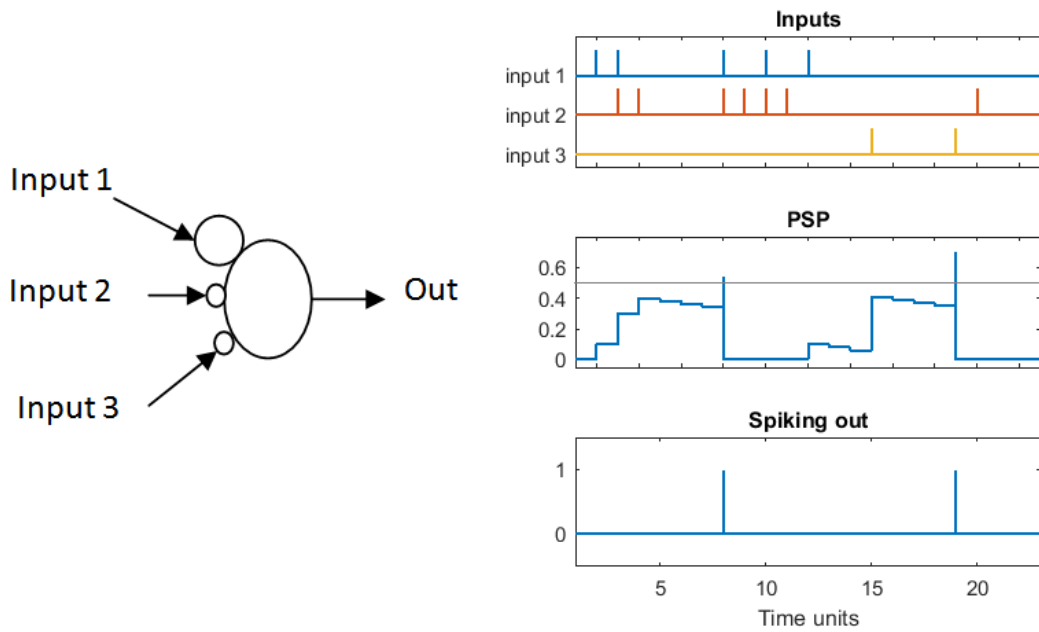 Input 1
Input 2
Input 3
Out
Inputs
input 1
input 2
input 3
PSP
0.6
0.4
0.2
0
Spiking out
1
0
5 10 15 20
Time units